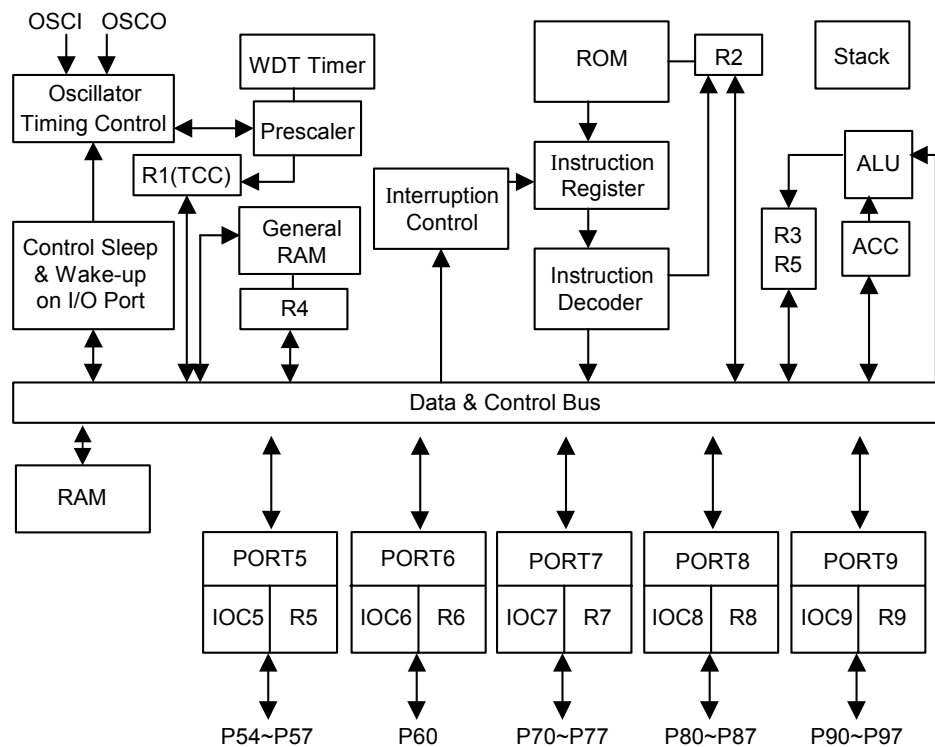 OSCI
OSCO
WDT Timer
ROM
R2
Stack
Oscillator
Timing Control
Prescaler
R1(TCC)
Interruption
Control
Instruction
Register
ALU
General
RAM
R3
R5
ACC
Control Sleep
& Wake-up
on I/O Port
R4
Instruction
Decoder
Data & Control Bus
RAM
PORT5
PORT6
PORT7
PORT8
PORT9
IOC5
R5
IOC6
R6
IOC7
R7
IOC8
R8
IOC9
R9
P54~P57
P60
P70~P77
P80~P87
P90~P97